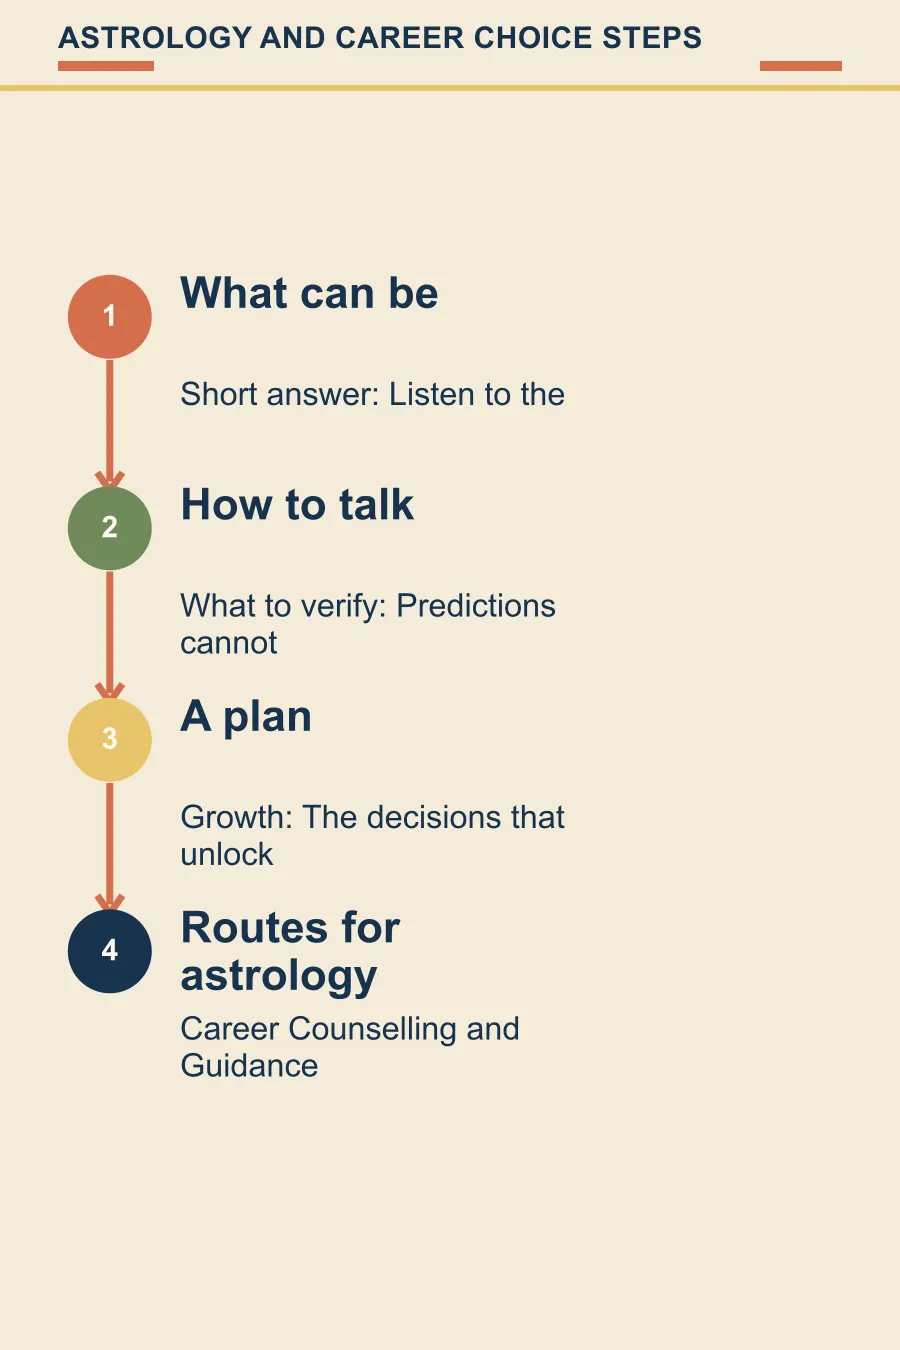 ASTROLOGY AND CAREER CHOICE STEPS
1
What can be
Short answer: Listen to the
2
How to talk
What to verify: Predictions
cannot
3
A plan
Growth: The decisions that
unlock
4
Routes for
astrology
Career Counselling and
Guidance